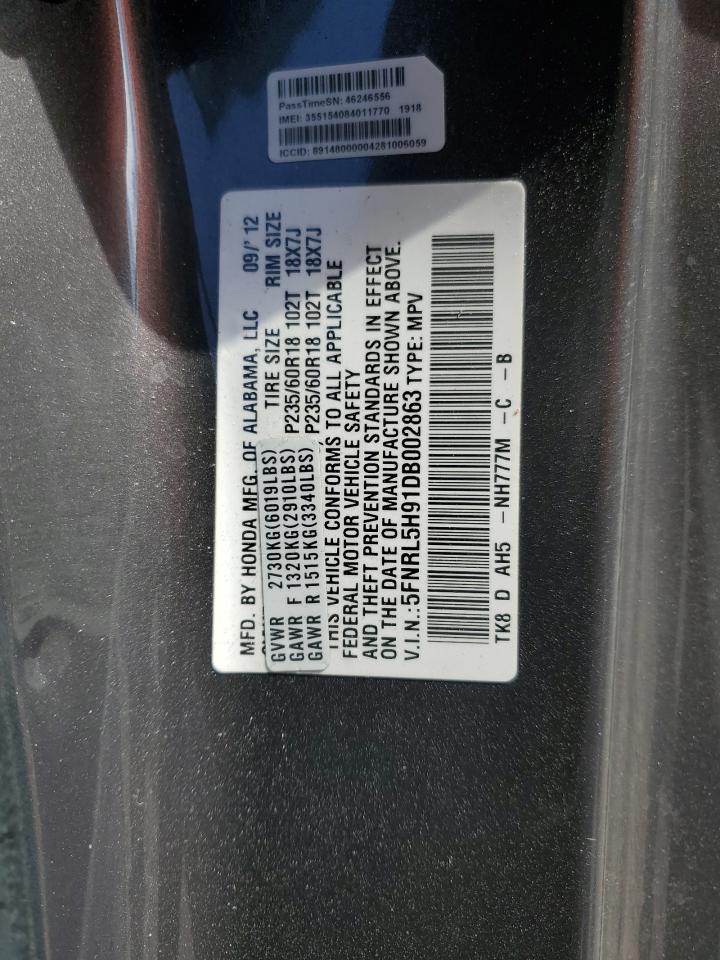 PassTimeSN: 46246556
IMEI: 355154084011770 1918
ICCID: 89148000004281006059
MFD. BY HONDA MFG. OF ALABAMA, LLC 09/' 12
TIRE SIZE RIM SIZE
GVWR 2730KG(6019LBS)
GAWR F 1320KG(2910LBS) P235/60R18 102T 18X7J
GAWR R 1515KG(3340LBS) P235/60R18 102T 18X7J
THIS VEHICLE CONFORMS TO ALL APPLICABLE
FEDERAL MOTOR VEHICLE SAFETY
AND THEFT PREVENTION STANDARDS IN EFFECT
ON THE DATE OF MANUFACTURE SHOWN ABOVE.
V.I.N.:5FNRL5H91DB002863 TYPE: MPV
TK8 D AH5 - NH777M - C - B